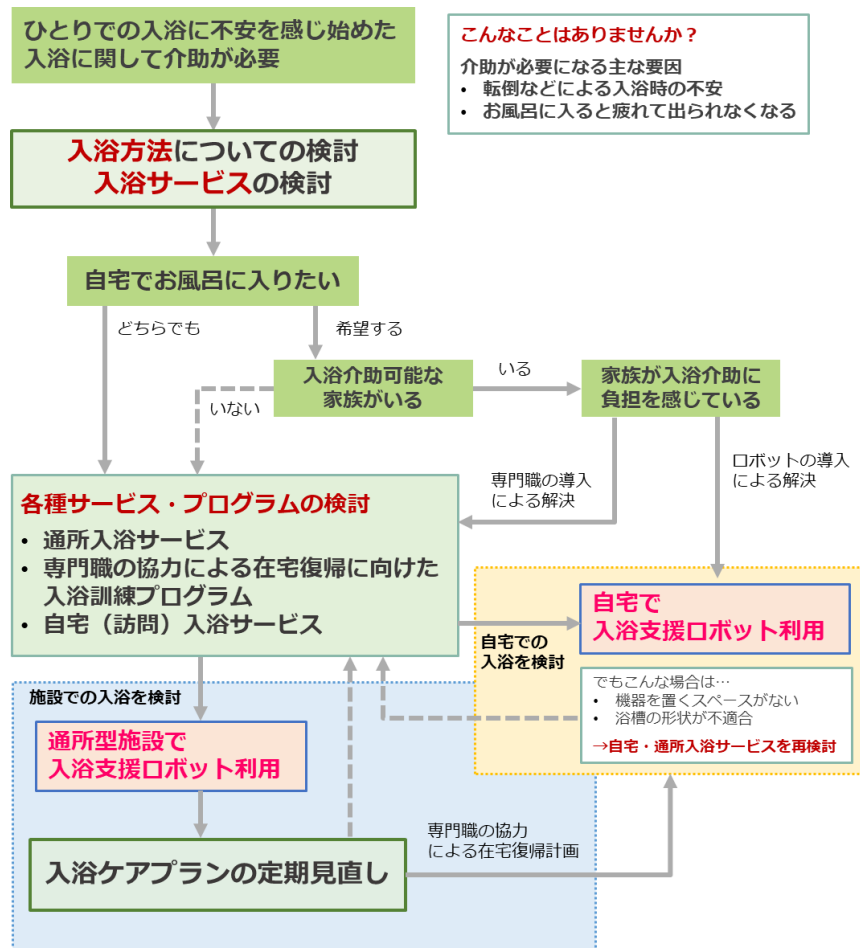 ひとりでの入浴に不安を感じ始めた
入浴に関して介助が必要
こんなことはありませんか？
介助が必要になる主な要因
• 転倒などによる入浴時の不安
• お風呂に入ると疲れて出られなくなる
入浴方法についての検討
入浴サービスの検討
自宅でお風呂に入りたい
どちらでも
希望する
入浴介助可能な
家族がいる
いる
いない
家族が入浴介助に
負担を感じている
専門職の導入
による解決
ロボットの導入
による解決
各種サービス・プログラムの検討
• 通所入浴サービス
• 専門職の協力による在宅復帰に向けた
入浴訓練プログラム
• 自宅（訪問）入浴サービス
自宅での
入浴を検討
自宅で
入浴支援ロボット利用
でもこんな場合は…
• 機器を置くスペースがない
• 浴槽の形状が不適合
→自宅・通所入浴サービスを再検討
施設での入浴を検討
通所型施設で
入浴支援ロボット利用
入浴ケアプランの定期見直し
専門職の協力
による在宅復帰計画